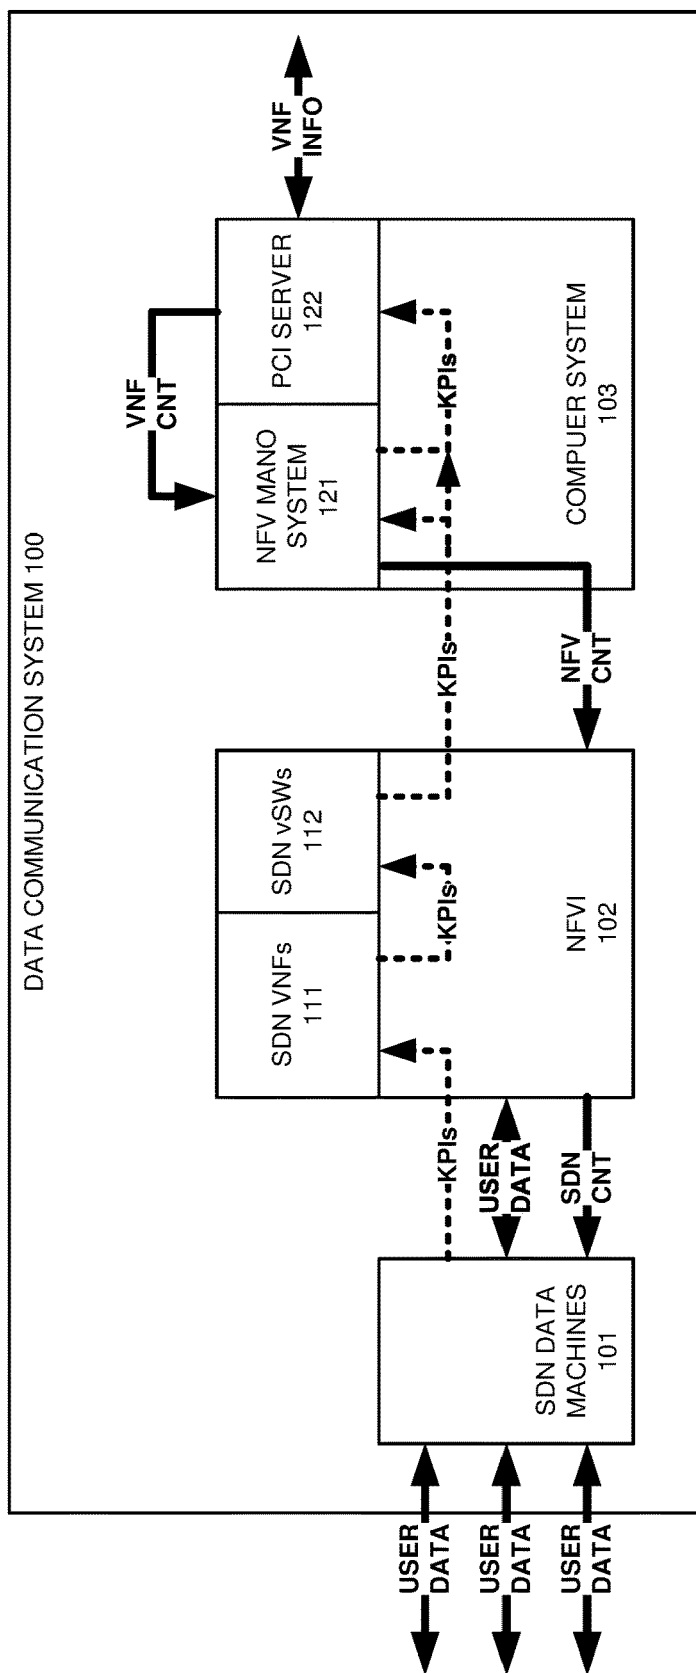 DATA COMMUNICATION SYSTEM 100
USER
DATA
USER
DATA
USER
DATA
SDN DATA
MACHINES
101
KPIs
USER
DATA
SDN
CNT
SDN VNFs
111
SDN vSWs
112
KPIs
NFVI
102
KPIs
NFV
CNT
VNF
CNT
NFV MANO
SYSTEM
121
PCI SERVER
122
KPIs
COMPUER SYSTEM
103
VNF
INFO